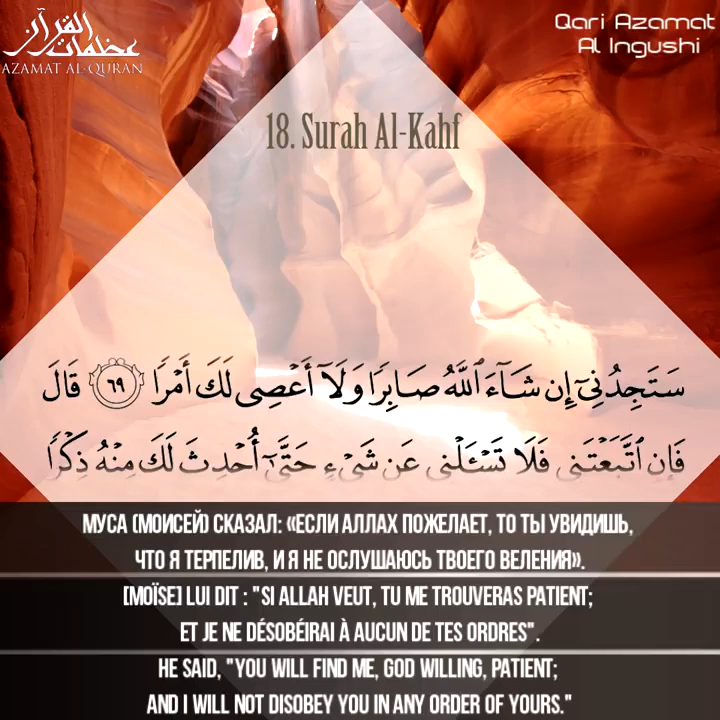 عظمات القرآن
AZAMAT AL-QURAN
Qari Azamat
Al Ingushi
18. Surah Al-Kahf
سَتَجِدُنِيٓ إِن شَآءَ ٱللَّهُ صَابِرًا وَلَآ أَعْصِي لَكَ أَمْرًا ٦٩ قَالَ
فَإِنِ ٱتَّبَعْتَنِي فَلَا تَسْـَٔلْنِي عَن شَيْءٍ حَتَّىٰٓ أُحْدِثَ لَكَ مِنْهُ ذِكْرًا
МУСА (МОИСЕЙ) СКАЗАЛ: «ЕСЛИ АЛЛАХ ПОЖЕЛАЕТ, ТО ТЫ УВИДИШЬ,
ЧТО Я ТЕРПЕЛИВ, И Я НЕ ОСЛУШАЮСЬ ТВОЕГО ВЕЛЕНИЯ».
[MOÏSE] LUI DIT : "SI ALLAH VEUT, TU ME TROUVERAS PATIENT;
ET JE NE DÉSOBÉIRAI À AUCUN DE TES ORDRES".
HE SAID, "YOU WILL FIND ME, GOD WILLING, PATIENT;
AND I WILL NOT DISOBEY YOU IN ANY ORDER OF YOURS."